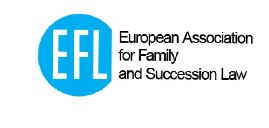 EFL
European Association
for Family
and Succession Law